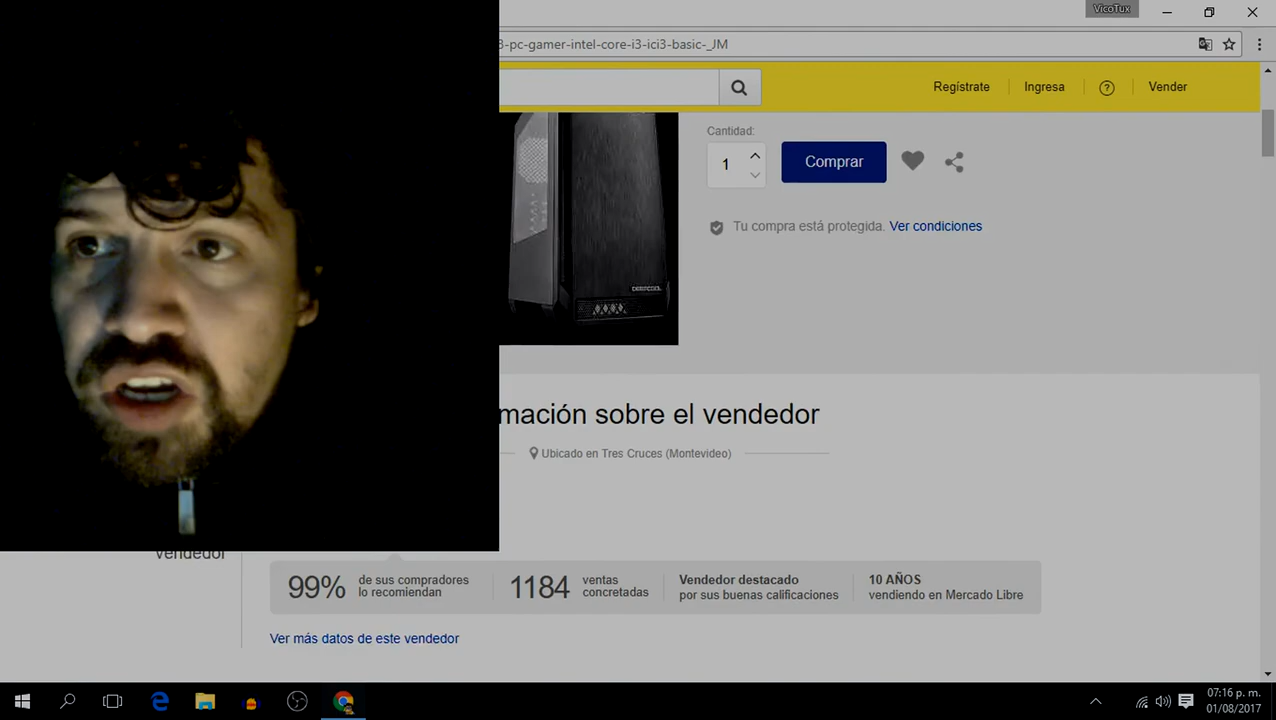 VicoTux
3-pc-gamer-intel-core-i3-ici3-basic-_JM
Regístrate
Ingresa
?
Vender
Cantidad:
1
Comprar
Tu compra está protegida. Ver condiciones
DEEPCOOL
mación sobre el vendedor
Ubicado en Tres Cruces (Montevideo)
vendedor
99% de sus compradores lo recomiendan
1184 ventas concretadas
Vendedor destacado
por sus buenas calificaciones
10 AÑOS
vendiendo en Mercado Libre
Ver más datos de este vendedor
07:16 p. m.
01/08/2017